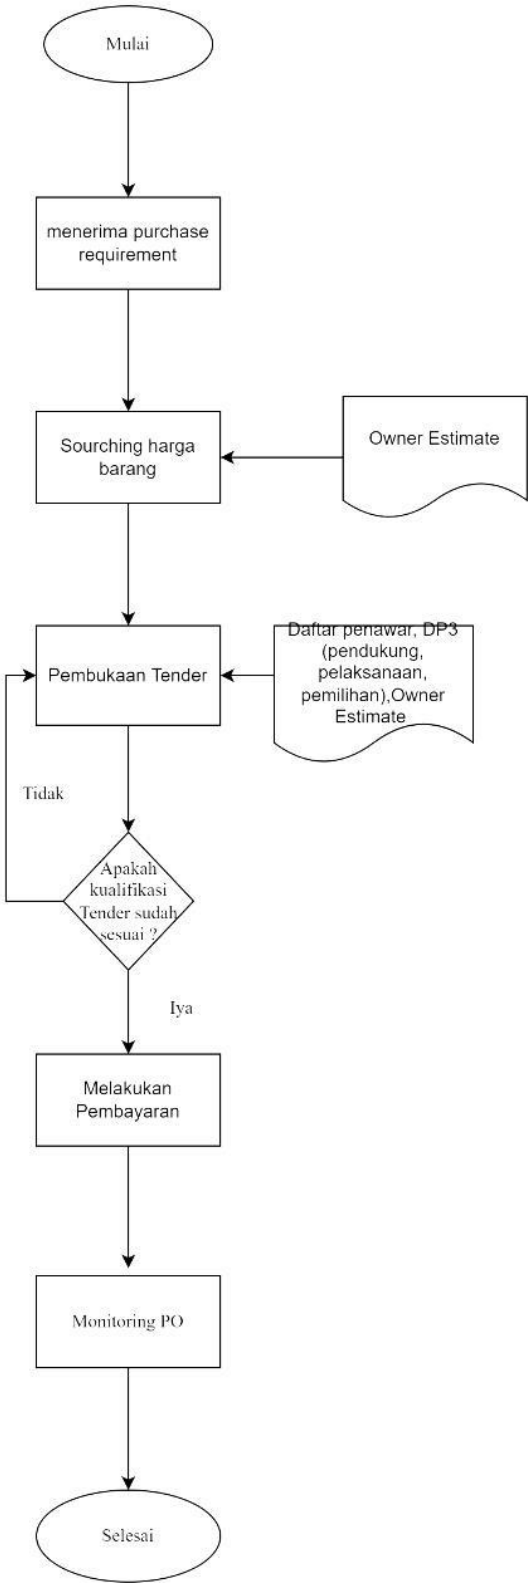 Mulai
menerima purchase
requirement
Sourching harga
barang
Owner Estimate
Pembukaan Tender
Daftar penawar, DP3
(pendukung,
pelaksanaan,
pemilihan),Owner
Estimate
Tidak
Apakah
kualifikasi
Tender sudah
sesuai ?
Iya
Melakukan
Pembayaran
Monitoring PO
Selesai